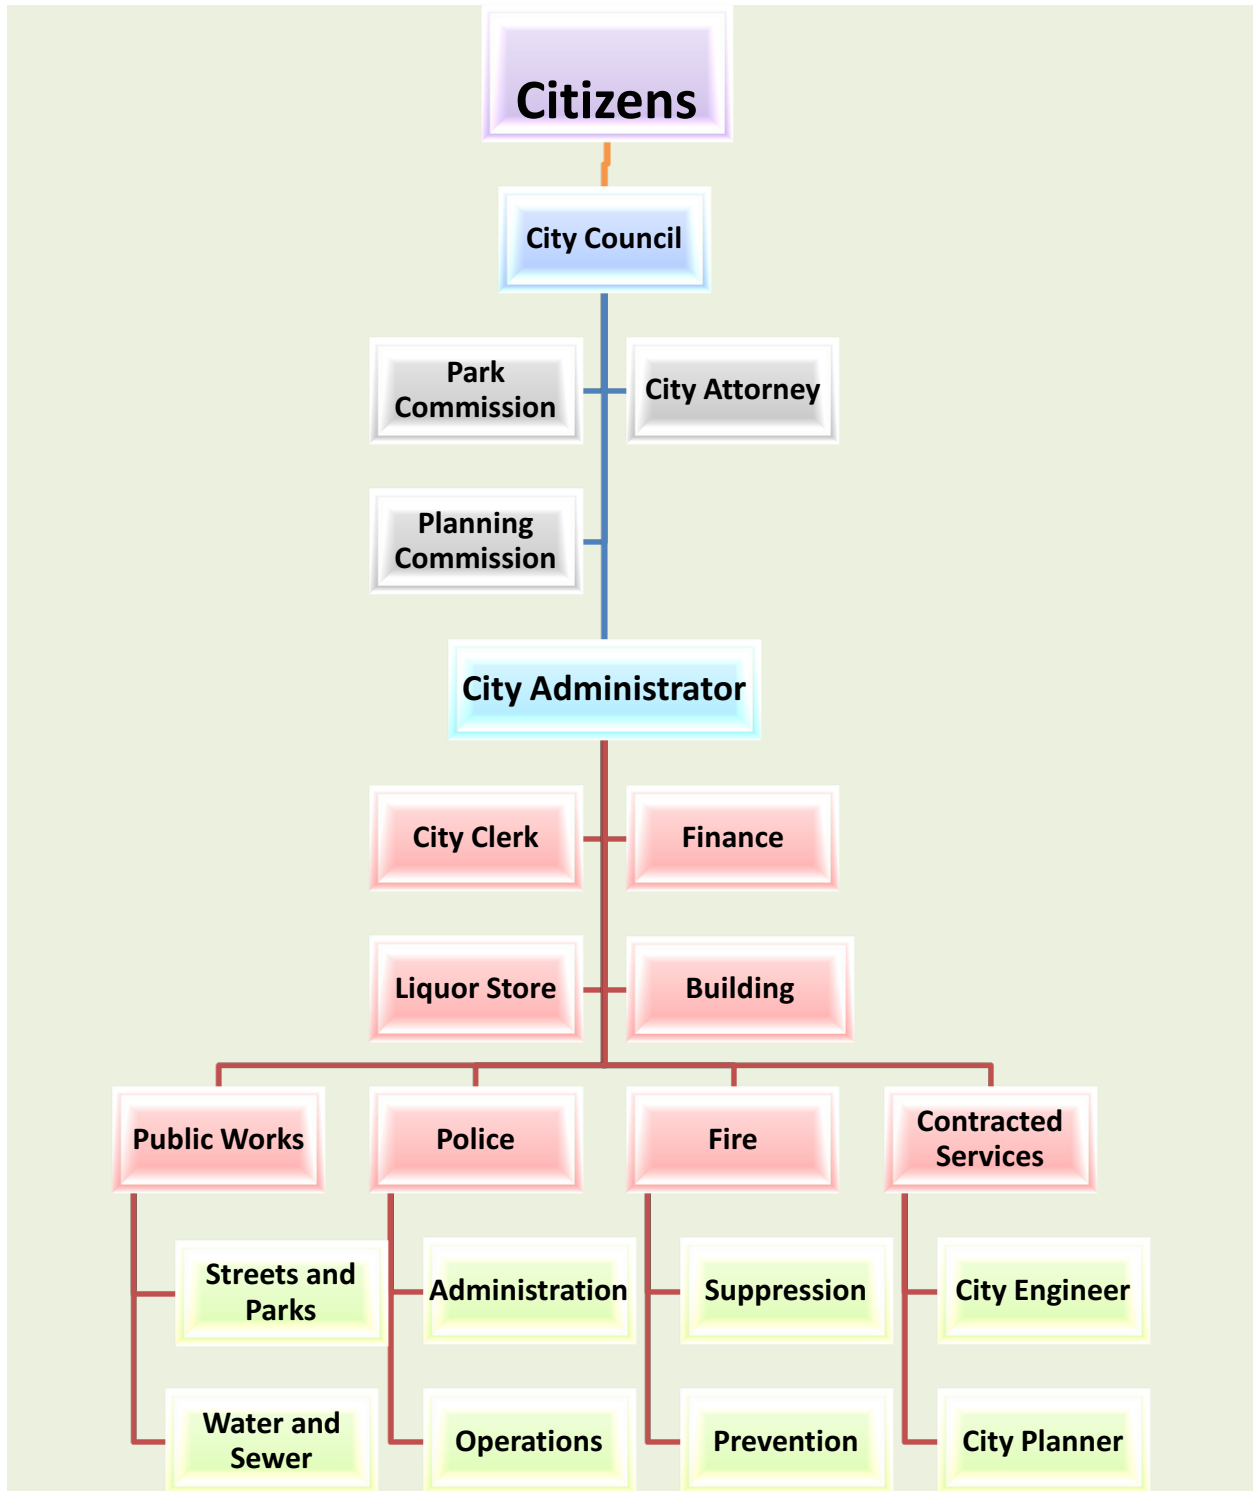 Citizens
City Council
Park
Commission
City Attorney
Planning
Commission
City Administrator
City Clerk
Finance
Liquor Store
Building
Public Works
Police
Fire
Contracted
Services
Streets and
Parks
Administration
Suppression
City Engineer
Water and
Sewer
Operations
Prevention
City Planner